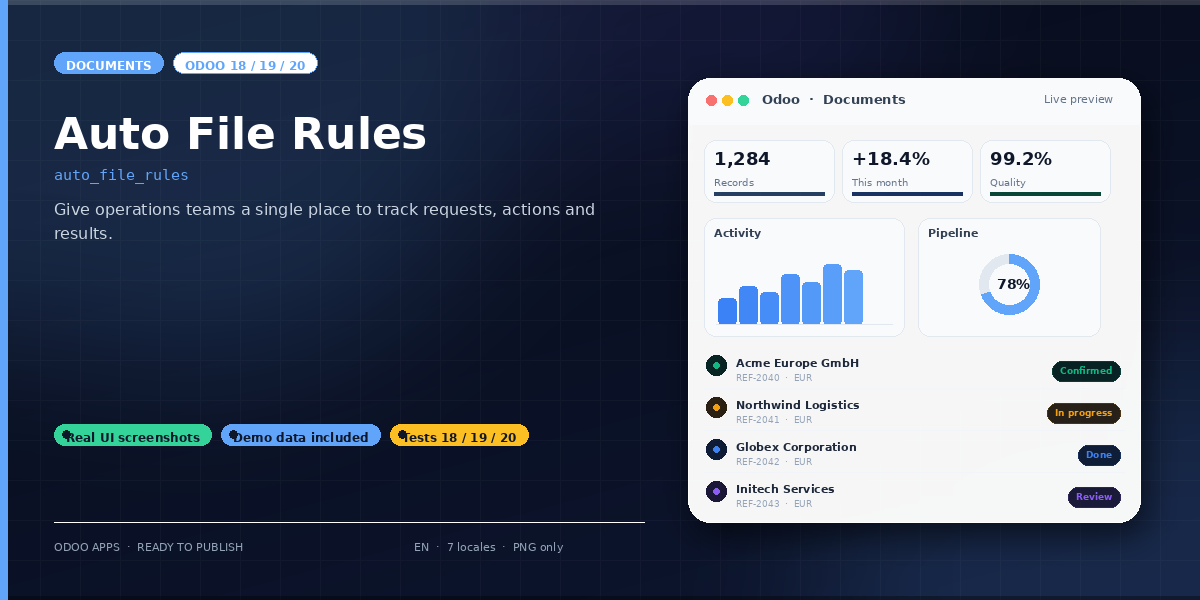 DOCUMENTS
ODOO 18 / 19 / 20
Auto File Rules
auto_file_rules
Give operations teams a single place to track requests, actions and
results.
Real UI screenshots
Demo data included
Tests 18 / 19 / 20
ODOO APPS · READY TO PUBLISH
EN · 7 locales · PNG only
Odoo · Documents
Live preview
1,284
Records
+18.4%
This month
99.2%
Quality
Activity
Pipeline
78%
Acme Europe GmbH
REF-2040 · EUR
Confirmed
Northwind Logistics
REF-2041 · EUR
In progress
Globex Corporation
REF-2042 · EUR
Done
Initech Services
REF-2043 · EUR
Review